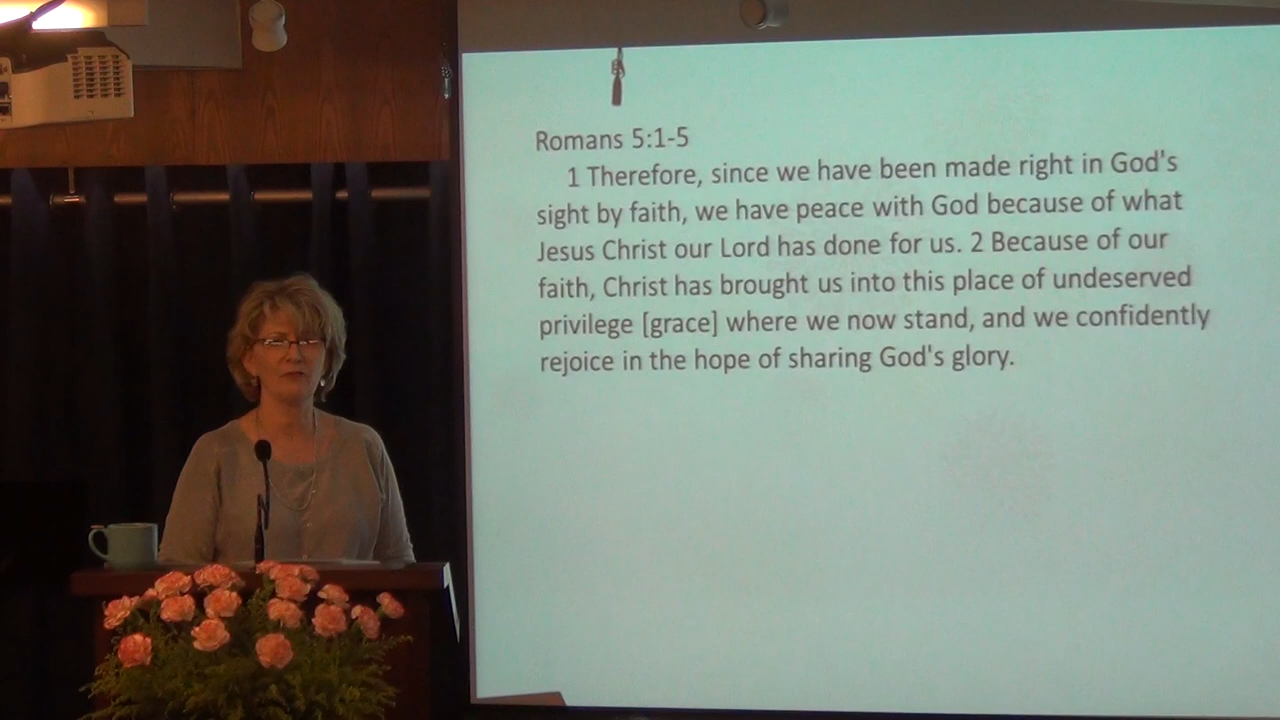 Romans 5:1-5
1 Therefore, since we have been made right in God's
sight by faith, we have peace with God because of what
Jesus Christ our Lord has done for us. 2 Because of our
faith, Christ has brought us into this place of undeserved
privilege [grace] where we now stand, and we confidently
rejoice in the hope of sharing God's glory.